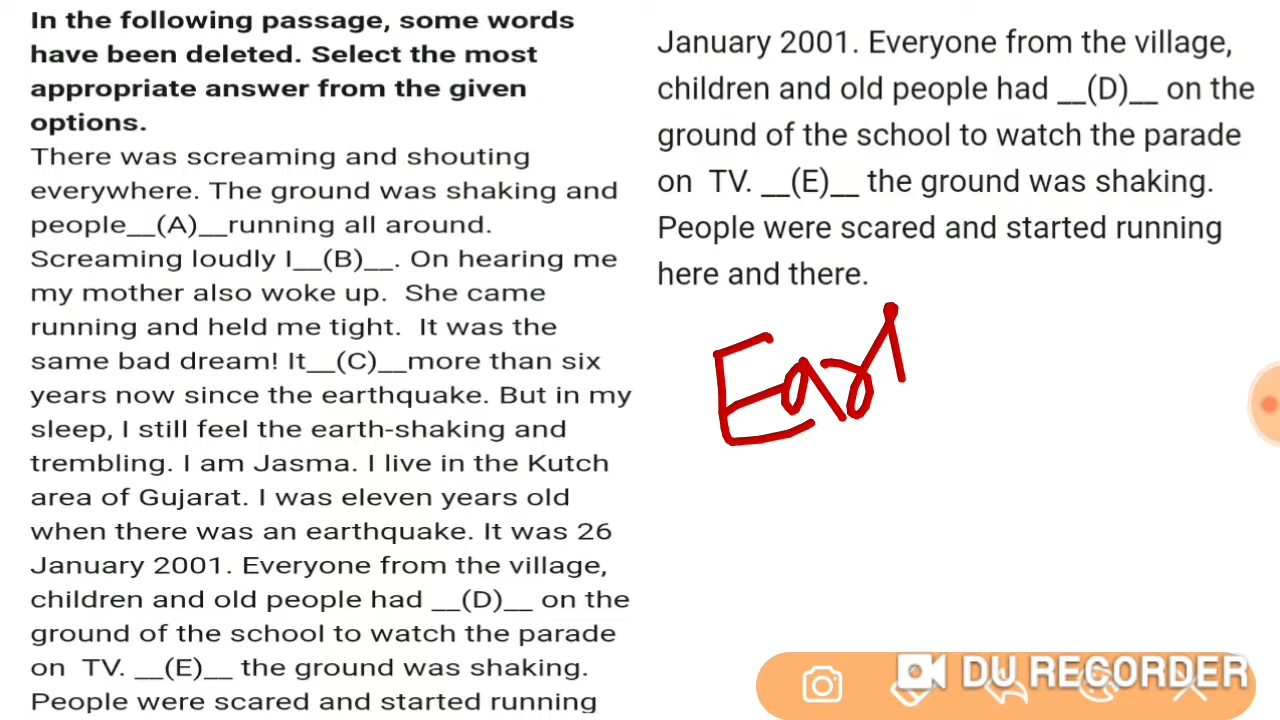 In the following passage, some words
have been deleted. Select the most
appropriate answer from the given
options.
There was screaming and shouting
everywhere. The ground was shaking and
people__(A)__running all around.
Screaming loudly I__(B)__. On hearing me
my mother also woke up.  She came
running and held me tight.  It was the
same bad dream! It__(C)__more than six
years now since the earthquake. But in my
sleep, I still feel the earth-shaking and
trembling. I am Jasma. I live in the Kutch
area of Gujarat. I was eleven years old
when there was an earthquake. It was 26
January 2001. Everyone from the village,
children and old people had __(D)__ on the
ground of the school to watch the parade
on  TV. __(E)__ the ground was shaking.
People were scared and started running
January 2001. Everyone from the village,
children and old people had __(D)__ on the
ground of the school to watch the parade
on  TV. __(E)__ the ground was shaking.
People were scared and started running
here and there.
Ear
DU RECORDER